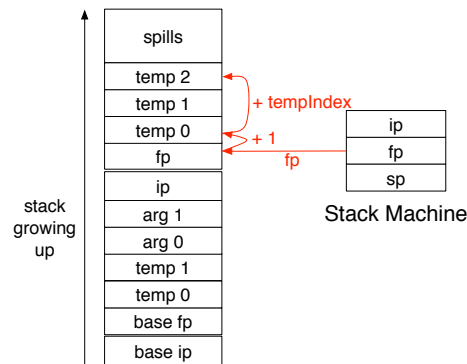 spills
temp 2
temp 1
temp 0
fp
ip
arg 1
arg 0
temp 1
temp 0
base fp
base ip
stack
growing
up
+ tempIndex
+ 1
fp
ip
fp
sp
Stack Machine